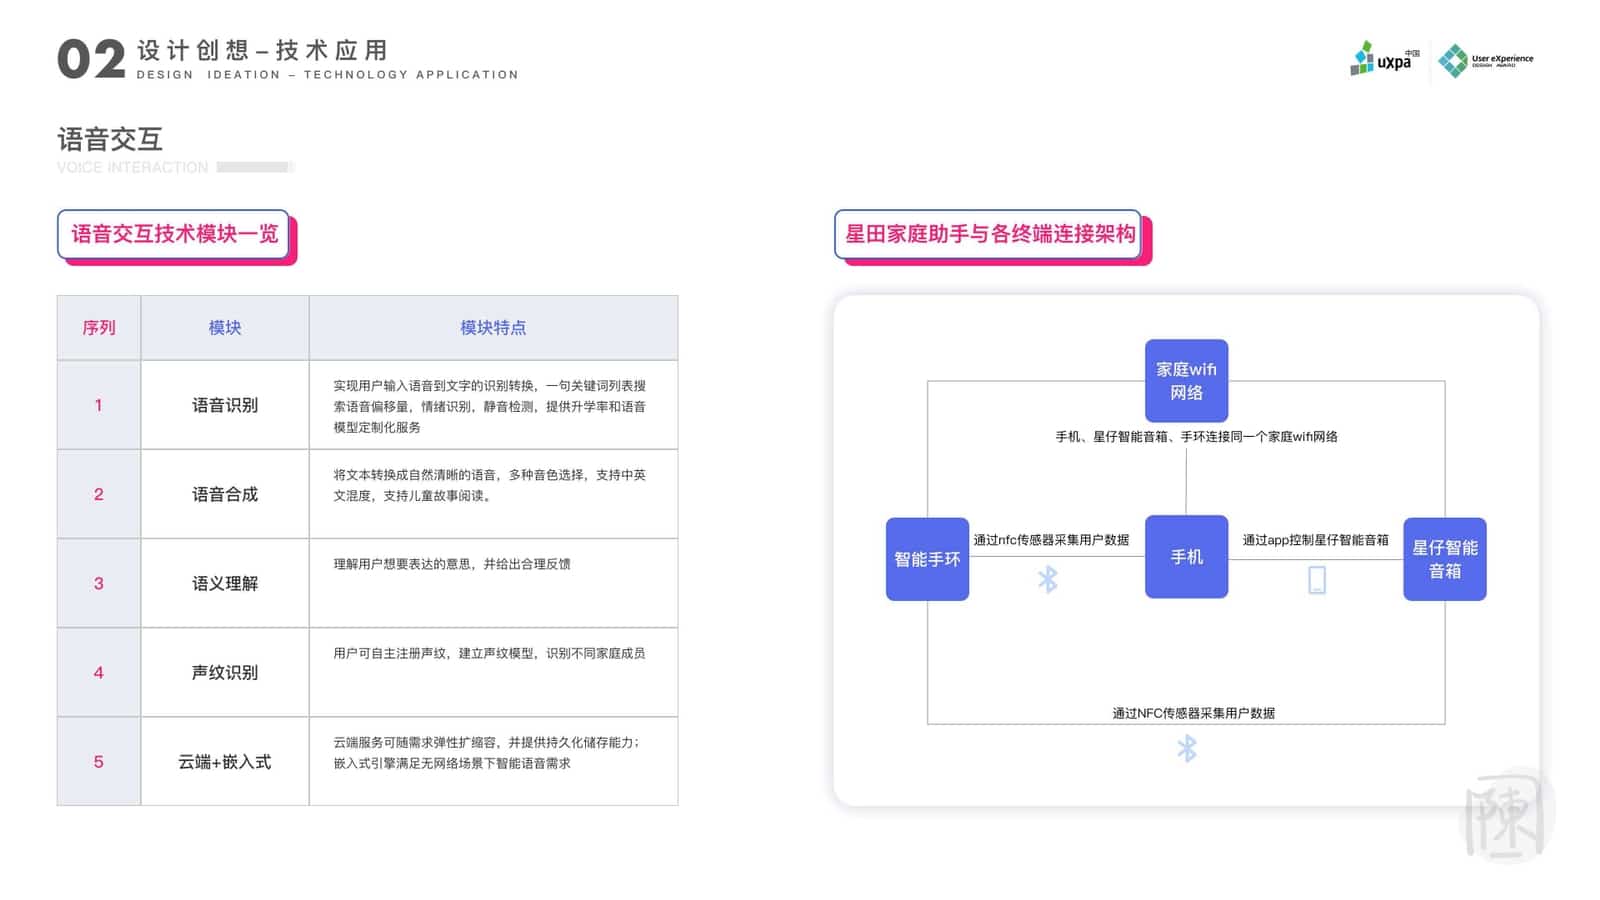 02
设计创想–技术应用
DESIGN IDEATION – TECHNOLOGY APPLICATION
uxpa 中国
User eXperience
DESIGN AWARD
语音交互
VOICE INTERACTION
语音交互技术模块一览
序列 模块 模块特点
1 语音识别
实现用户输入语音到文字的识别转换，一句关键词列表搜
索语音偏移量，情绪识别，静音检测，提供升学率和语音
模型定制化服务
2 语音合成
将文本转换成自然清晰的语音，多种音色选择，支持中英
文混度，支持儿童故事阅读。
3 语义理解
理解用户想要表达的意思，并给出合理反馈
4 声纹识别
用户可自主注册声纹，建立声纹模型，识别不同家庭成员
5 云端+嵌入式
云端服务可随需求弹性扩缩容，并提供持久化储存能力；
嵌入式引擎满足无网络场景下智能语音需求
星田家庭助手与各终端连接架构
家庭wifi
网络
手机、星仔智能音箱、手环连接同一个家庭wifi网络
智能手环
通过nfc传感器采集用户数据
手机
通过app控制星仔智能音箱
星仔智能
音箱
通过NFC传感器采集用户数据
陳